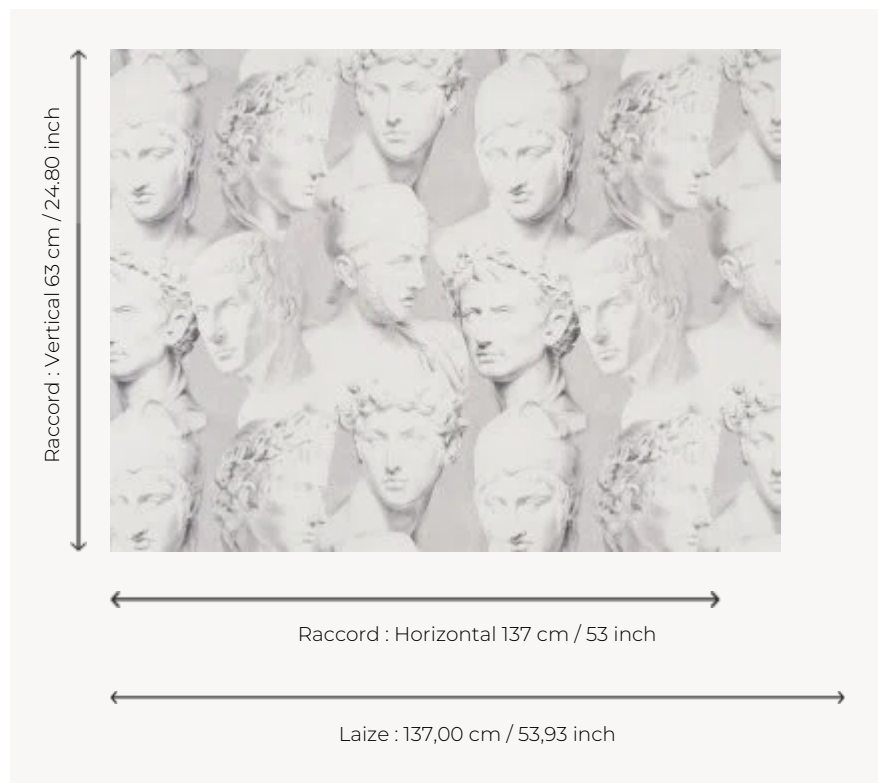 Raccord : Vertical 63 cm / 24.80 inch
Raccord : Horizontal 137 cm / 53 inch
Laize : 137,00 cm / 53,93 inch